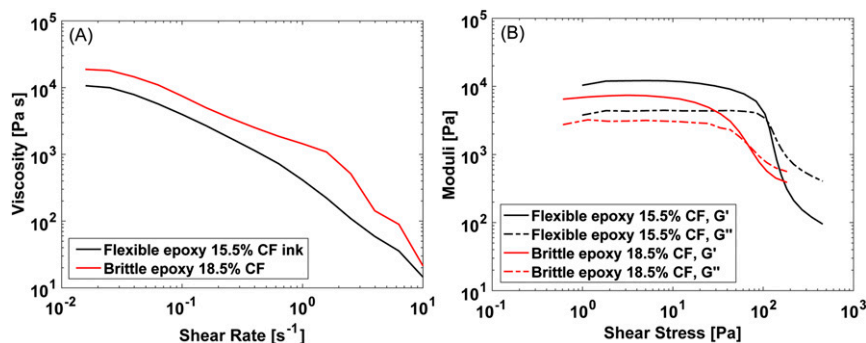 (A)
10^5
10^4
10^3
10^2
10^1
Viscosity [Pa s]
Flexible epoxy 15.5% CF ink
Brittle epoxy 18.5% CF
10^-2
10^-1
10^0
10^1
Shear Rate [s^-1]
(B)
10^5
10^4
10^3
10^2
10^1
Moduli [Pa]
Flexible epoxy 15.5% CF, G'
Flexible epoxy 15.5% CF, G''
Brittle epoxy 18.5% CF, G'
Brittle epoxy 18.5% CF, G''
10^-1
10^0
10^1
10^2
10^3
Shear Stress [Pa]